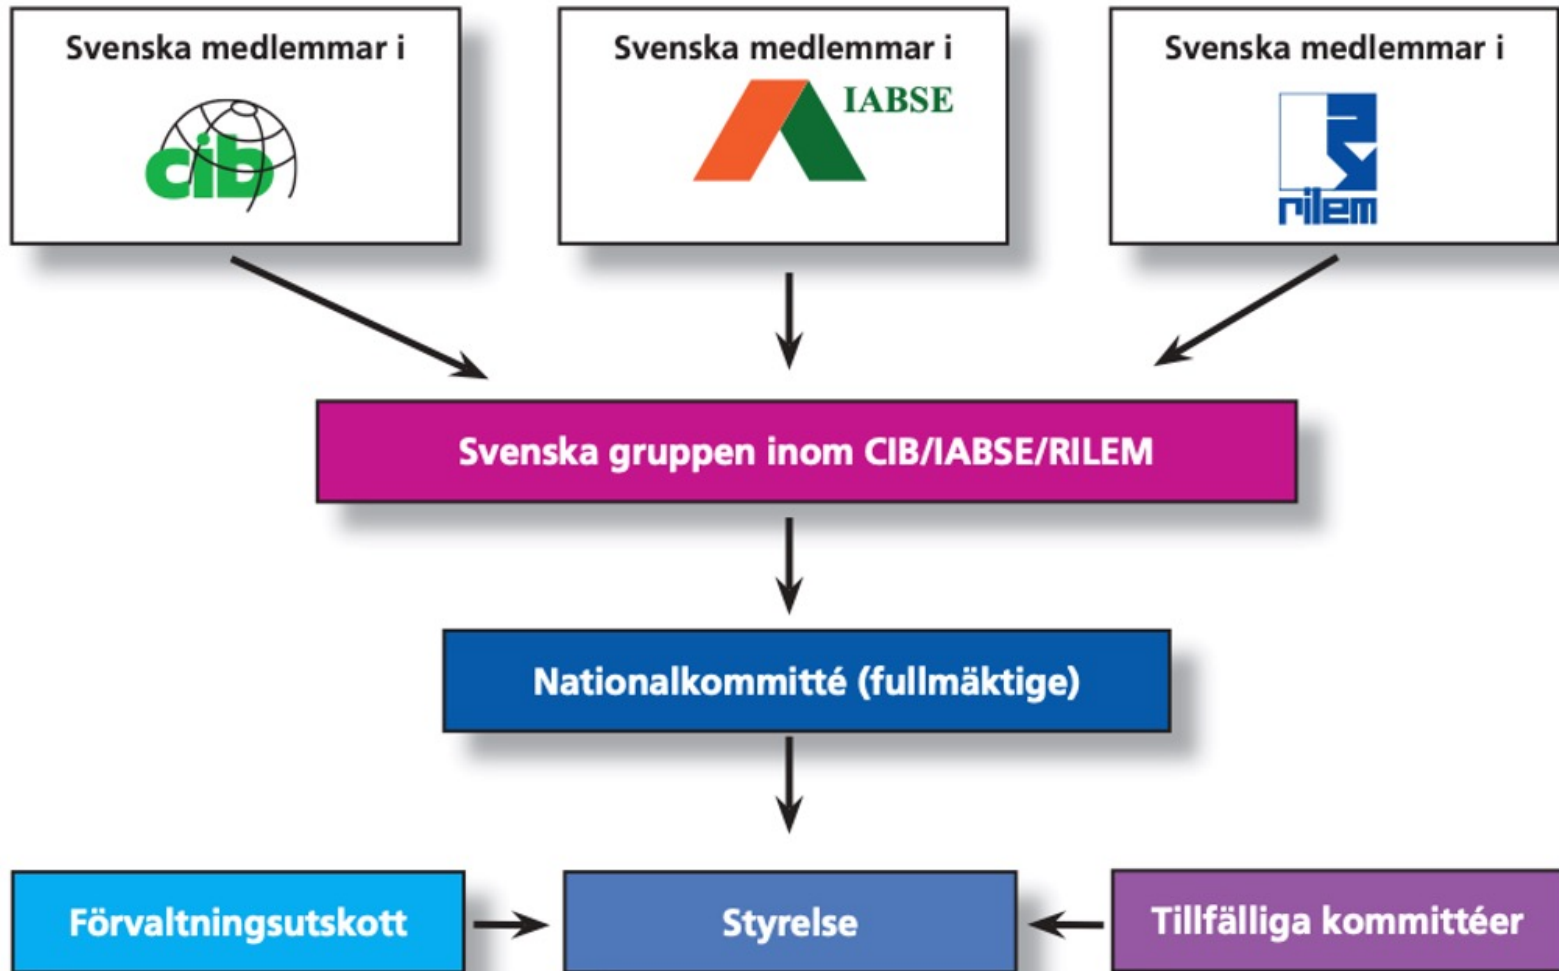 Svenska medlemmar i
cib
Svenska medlemmar i
IABSE
Svenska medlemmar i
rilem
Svenska gruppen inom CIB/IABSE/RILEM
Nationalkommitté (fullmäktige)
Förvaltningsutskott
Styrelse
Tillfälliga kommittéer